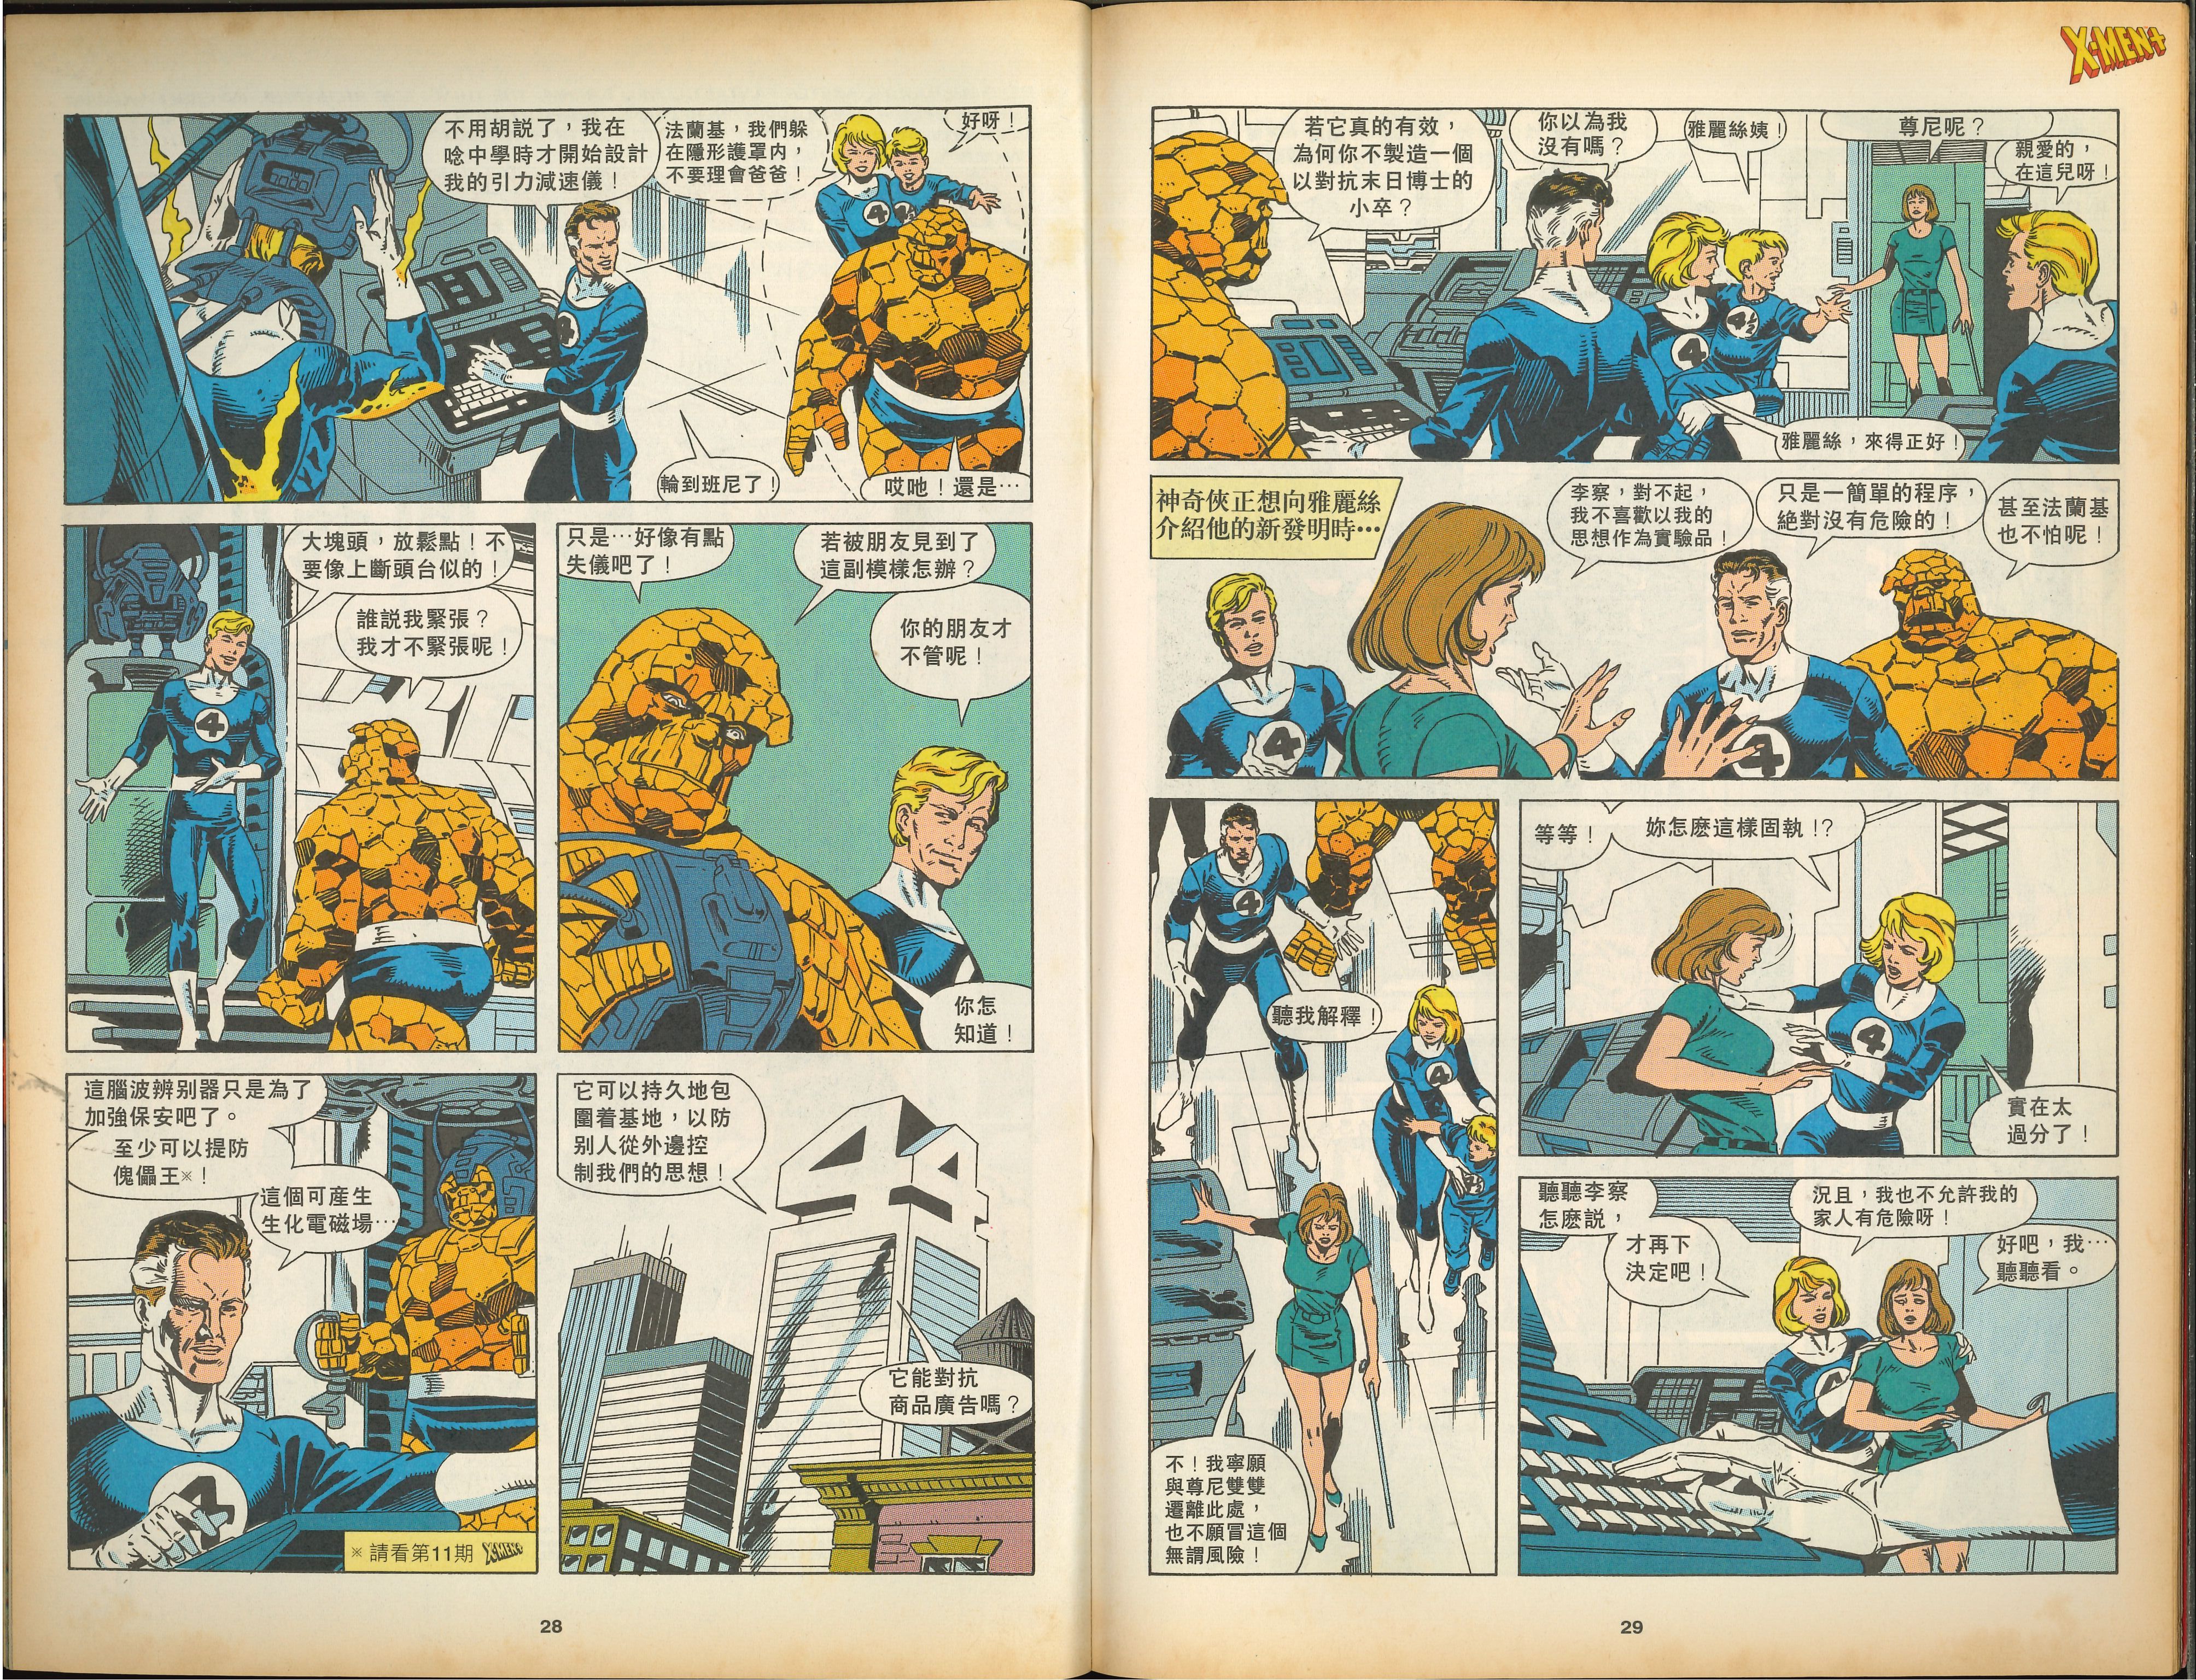 X-MEN+
不用胡説了，我在
唸中學時才開始設計
我的引力減速儀！
法蘭基，我們躲
在隱形護罩内，
不要理會爸爸！
好呀！
輪到班尼了！
哎吔！還是…
大塊頭，放鬆點！不
要像上斷頭台似的！
誰説我緊張？
我才不緊張呢！
只是…好像有點
失儀吧了！
若被朋友見到了
這副模樣怎辦？
你的朋友才
不管呢！
你怎
知道！
這腦波辨别器只是為了
加強保安吧了。
至少可以提防
傀儡王※！
這個可産生
生化電磁場…
※請看第11期 X-MEN+
它可以持久地包
圍着基地，以防
别人從外邊控
制我們的思想！
44
它能對抗
商品廣告嗎？
28
若它真的有效，
為何你不製造一個
以對抗末日博士的
小卒？
你以為我
沒有嗎？
雅麗絲姨！
尊尼呢？
親愛的，
在這兒呀！
4
4½
雅麗絲，來得正好！
神奇俠正想向雅麗絲
介紹他的新發明時…
李察，對不起，
我不喜歡以我的
思想作為實驗品！
只是一簡單的程序，
絶對沒有危險的！
甚至法蘭基
也不怕呢！
聽我解釋！
不！我寧願
與尊尼雙雙
遷離此處，
也不願冒這個
無謂風險！
等等！
妳怎麽這樣固執！？
實在太
過分了！
聽聽李察
怎麽説，
才再下
決定吧！
況且，我也不允許我的
家人有危險呀！
好吧，我…
聽聽看。
29